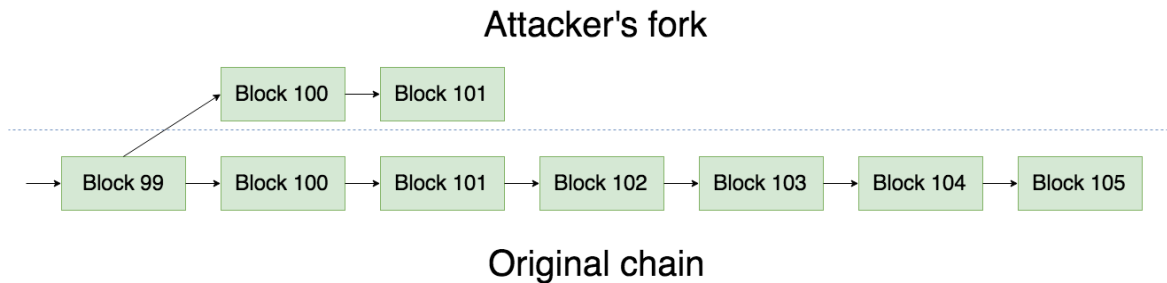 Attacker's fork
Block 100 Block 101
Block 99 Block 100 Block 101 Block 102 Block 103 Block 104 Block 105
Original chain